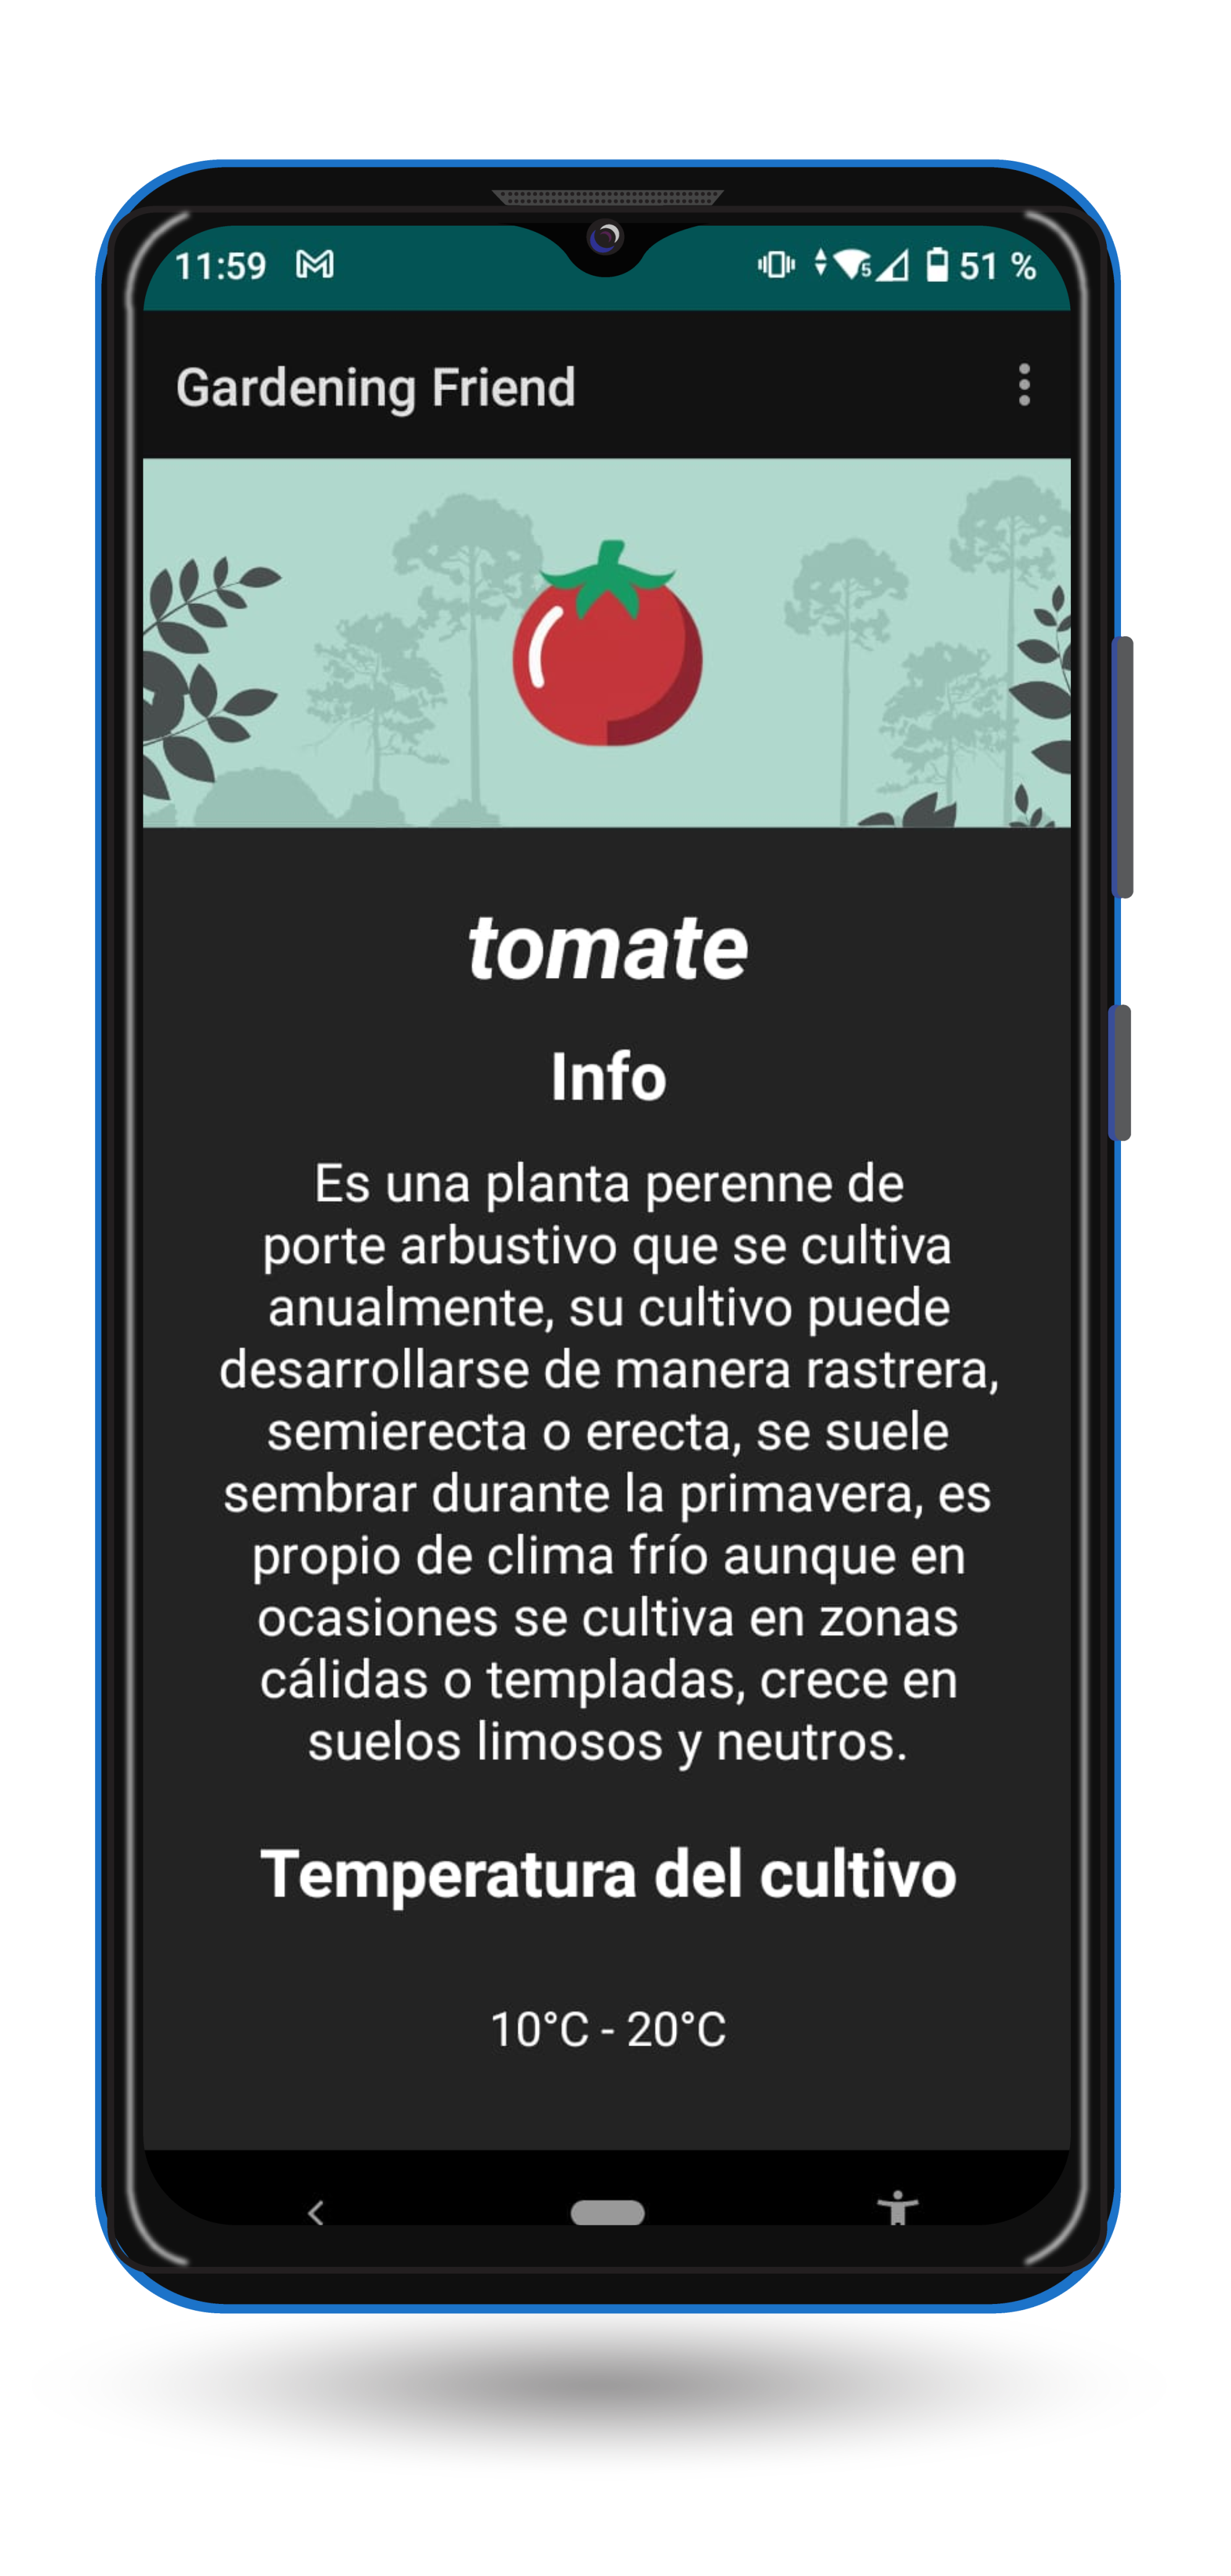 11:59
5 51 %
Gardening Friend
tomate
Info
Es una planta perenne de
porte arbustivo que se cultiva
anualmente, su cultivo puede
desarrollarse de manera rastrera,
semierecta o erecta, se suele
sembrar durante la primavera, es
propio de clima frío aunque en
ocasiones se cultiva en zonas
cálidas o templadas, crece en
suelos limosos y neutros.
Temperatura del cultivo
10°C - 20°C